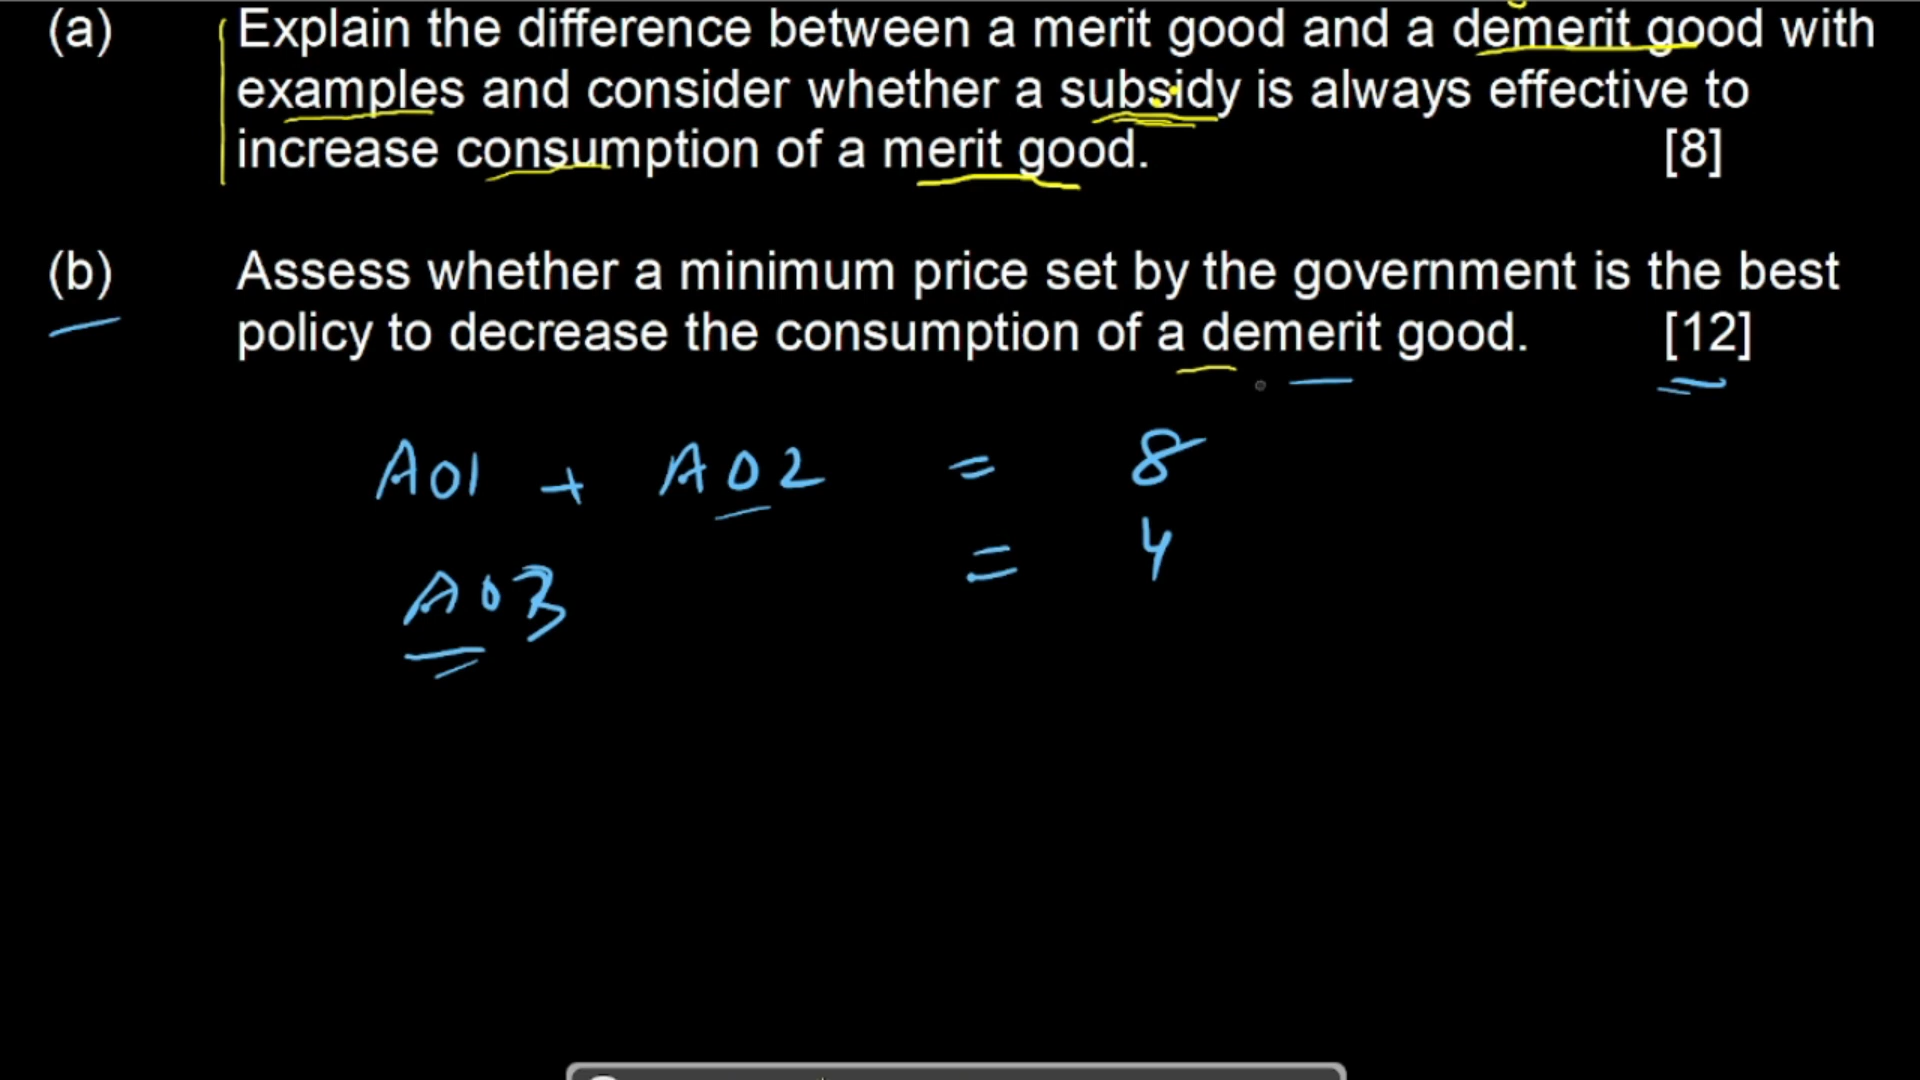 (a) Explain the difference between a merit good and a demerit good with
examples and consider whether a subsidy is always effective to
increase consumption of a merit good. [8]
(b) Assess whether a minimum price set by the government is the best
policy to decrease the consumption of a demerit good. [12]
AO1 + AO2 = 8
AO3 = 4